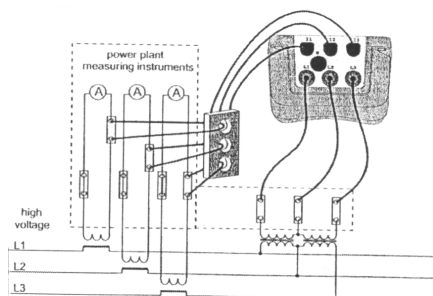 power plant
measuring instruments
A
A
A
high
voltage
L1
L2
L3